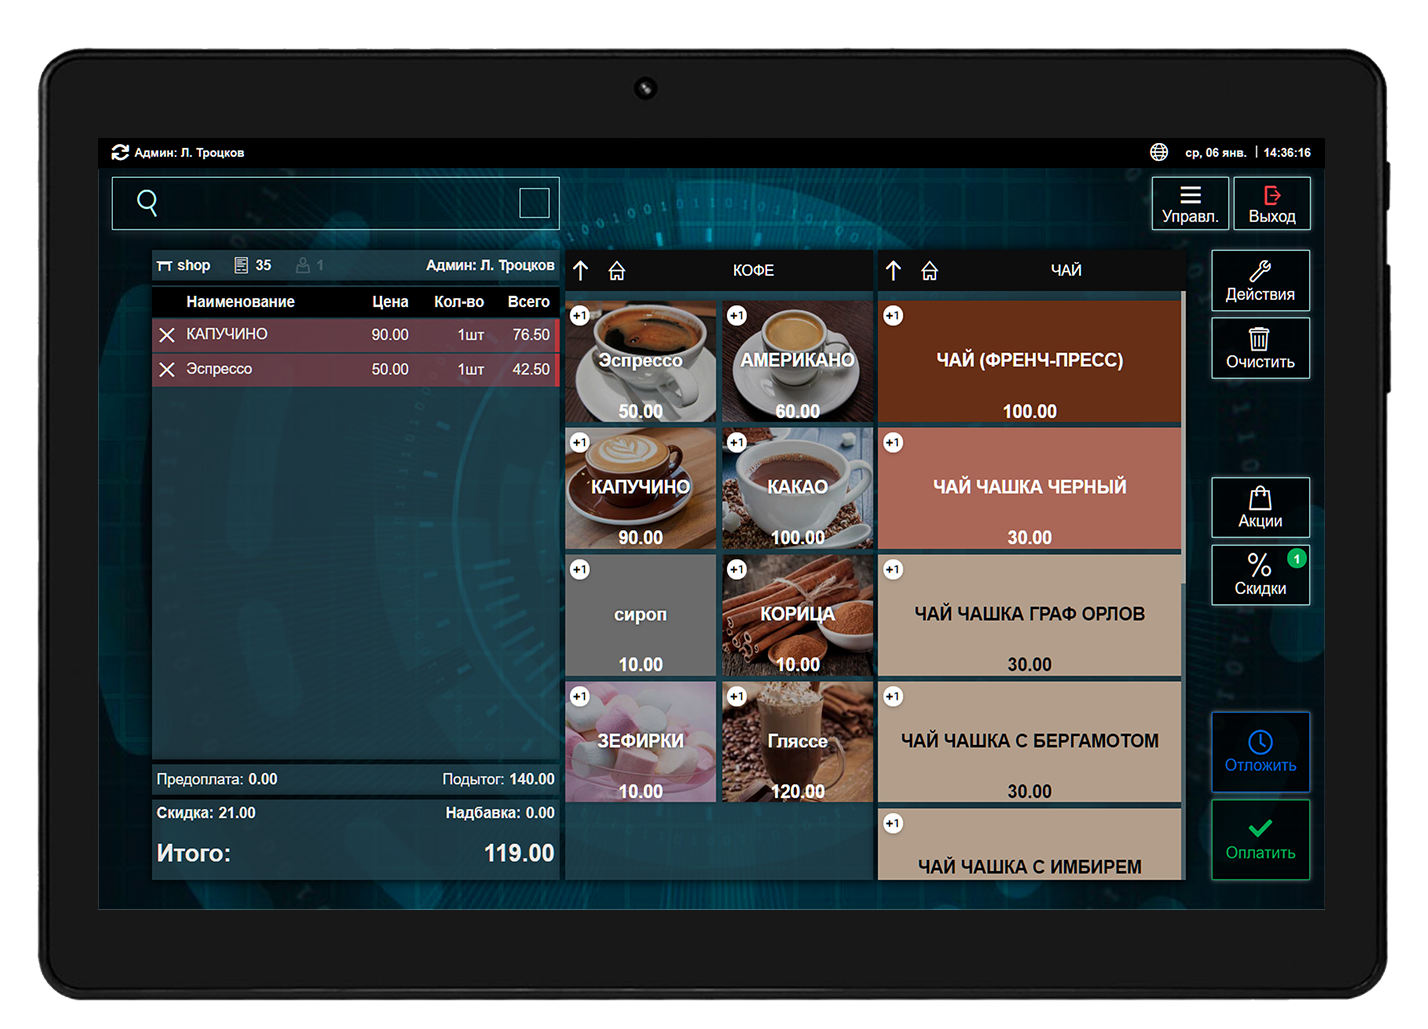 Админ: Л. Троцков
ср, 06 янв. | 14:36:16
Управл.
Выход
shop 35 1 Админ: Л. Троцков
Наименование Цена Кол-во Всего
КАПУЧИНО 90.00 1шт 76.50
Эспрессо 50.00 1шт 42.50
Предоплата: 0.00 Подытог: 140.00
Скидка: 21.00 Надбавка: 0.00
Итого: 119.00
КОФЕ
+1
Эспрессо
50.00
+1
АМЕРИКАНО
60.00
+1
КАПУЧИНО
90.00
+1
КАКАО
100.00
+1
сироп
10.00
+1
КОРИЦА
10.00
+1
ЗЕФИРКИ
10.00
+1
Гляссе
120.00
ЧАЙ
+1
ЧАЙ (ФРЕНЧ-ПРЕСС)
100.00
+1
ЧАЙ ЧАШКА ЧЕРНЫЙ
30.00
+1
ЧАЙ ЧАШКА ГРАФ ОРЛОВ
30.00
+1
ЧАЙ ЧАШКА С БЕРГАМОТОМ
30.00
+1
ЧАЙ ЧАШКА С ИМБИРЕМ
Действия
Очистить
Акции
1
Скидки
Отложить
Оплатить